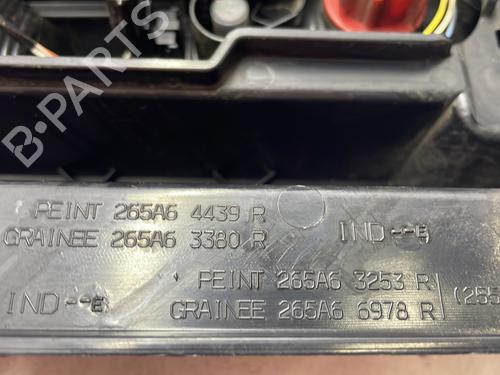 B-PARTS
PEINT 265A6 4439 R
GRAINEE 265A6 3380 R
IND--E
PEINT 265A6 3253 R
IND--E
GRAINEE 265A6 6978 R
(255